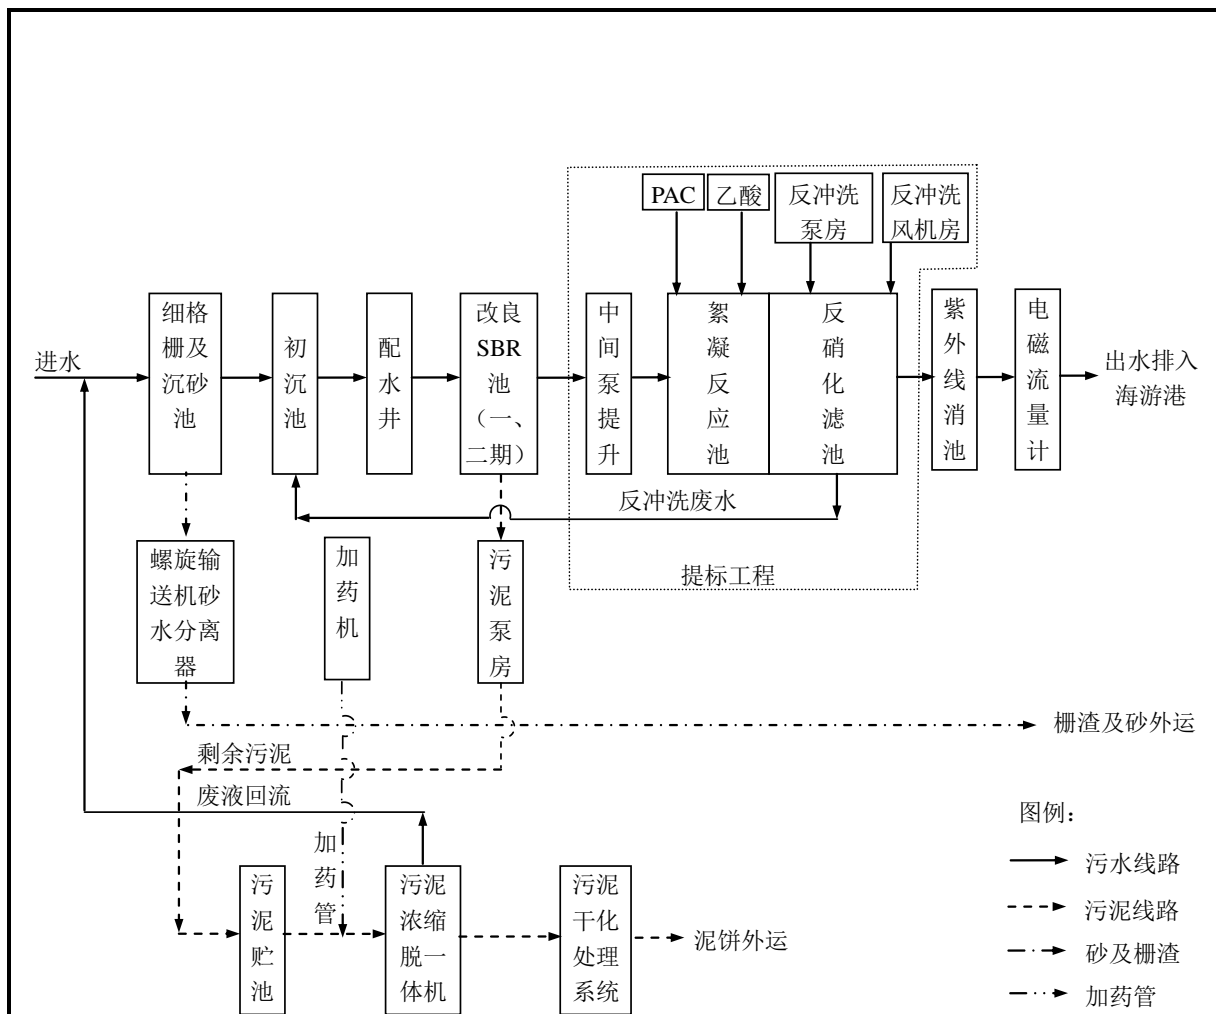 PAC
乙酸
反冲洗
泵房
反冲洗
风机房
进水
细格
栅及
沉砂
池
初
沉
池
配
水
井
改良
SBR
池
（一、
二期）
中
间
泵
提
升
絮
凝
反
应
池
反
硝
化
滤
池
紫
外
线
消
池
电
磁
流
量
计
出水排入
海游港
反冲洗废水
螺旋输
送机砂
水分离
器
加
药
机
污
泥
泵
房
提标工程
栅渣及砂外运
剩余污泥
废液回流
加
药
管
污
泥
贮
池
污泥
浓缩
脱一
体机
污泥
干化
处理
系统
泥饼外运
图例：
污水线路
污泥线路
砂及栅渣
加药管